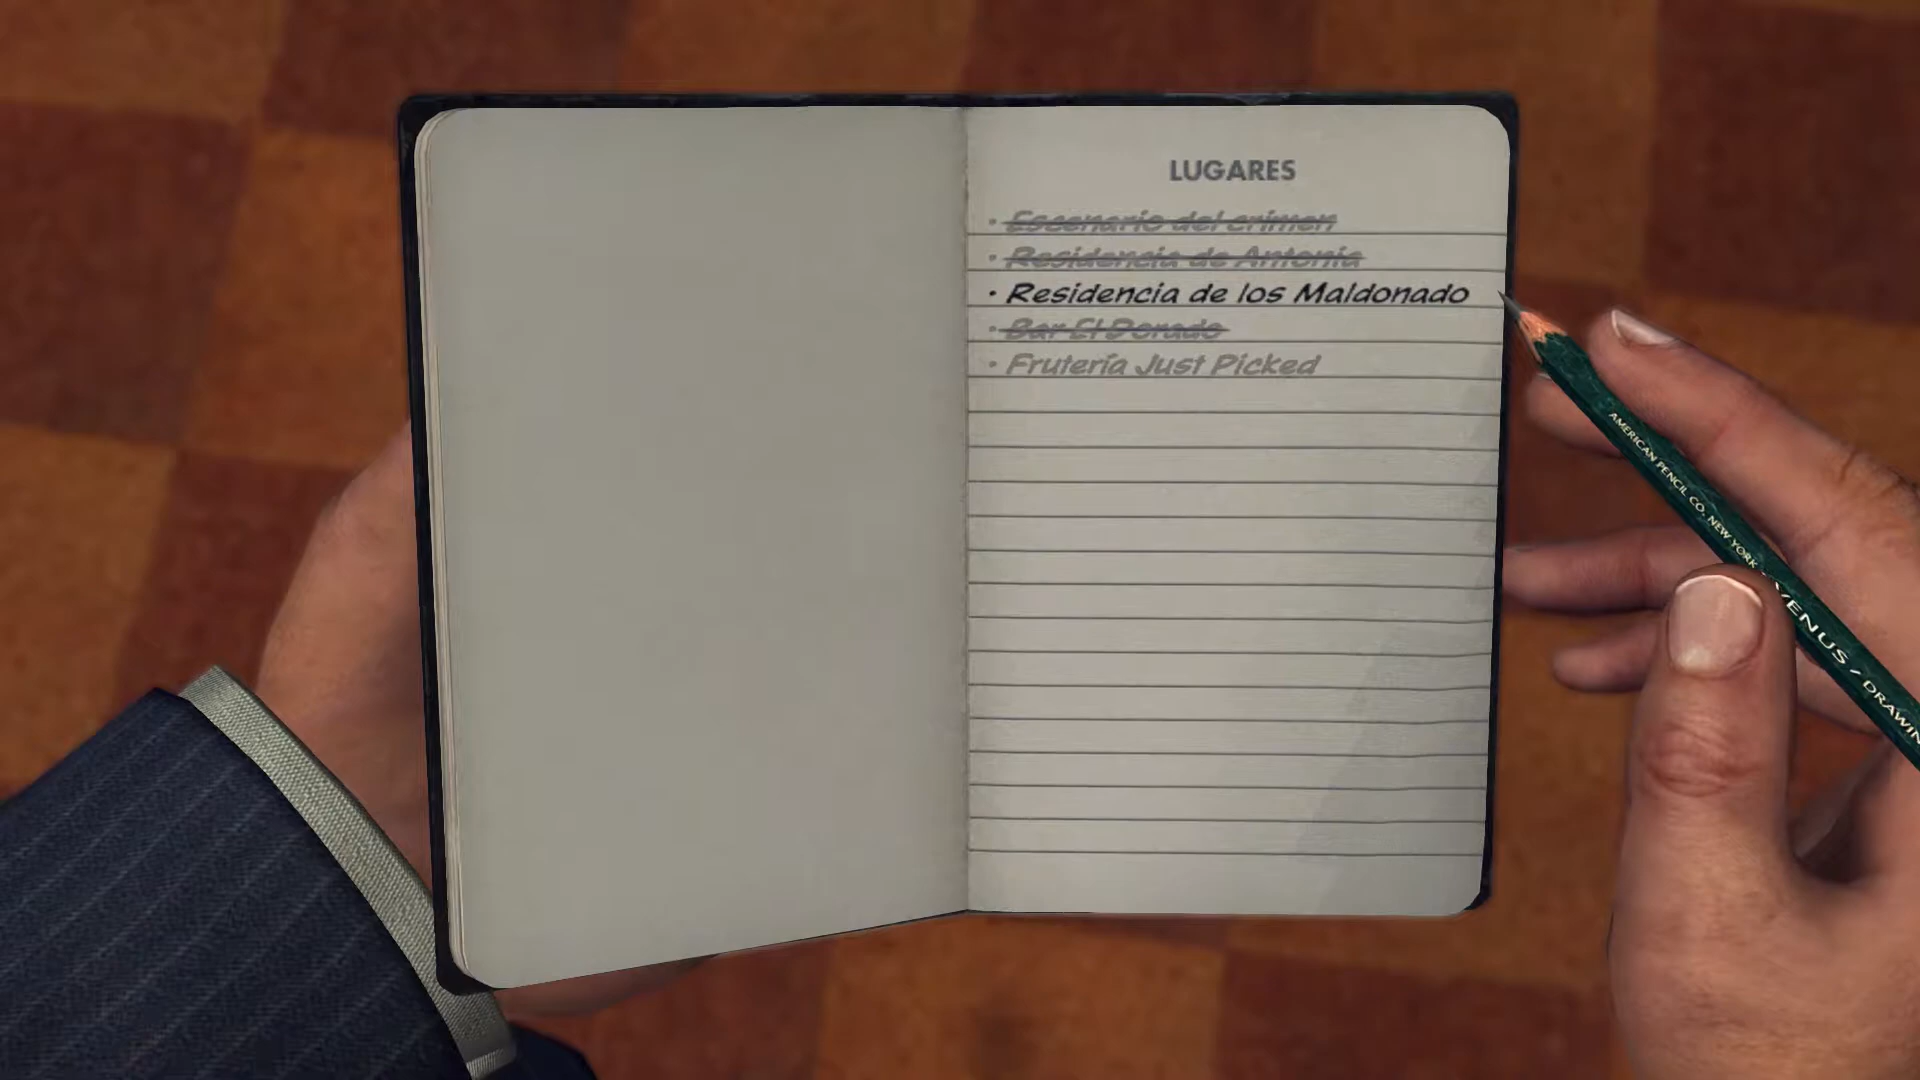 LUGARES
· Escenario del crimen
· Residencia de Antonia
· Residencia de los Maldonado
· Bar El Dorado
· Frutería Just Picked
AMERICAN PENCIL CO. NEW YORK
VENUS / DRAWIN